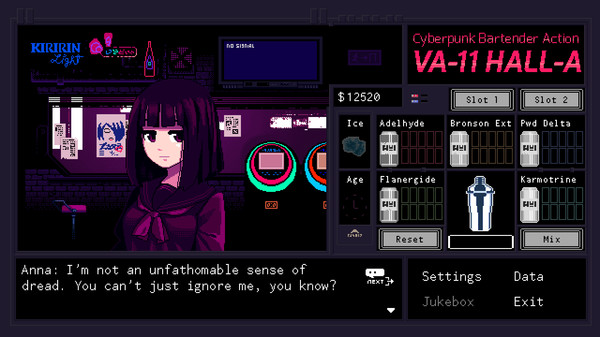 KIRIRIN
Light
NO SIGNAL
Cyberpunk Bartender Action
VA-11 HALL-A
$12520
Slot 1
Slot 2
Ice
Adelhyde
Bronson Ext
Pwd Delta
Age
Flanergide
Karmotrine
Reset
Mix
Anna: I'm not an unfathomable sense of
dread. You can't just ignore me, you know?
NEXT
Settings
Data
Jukebox
Exit